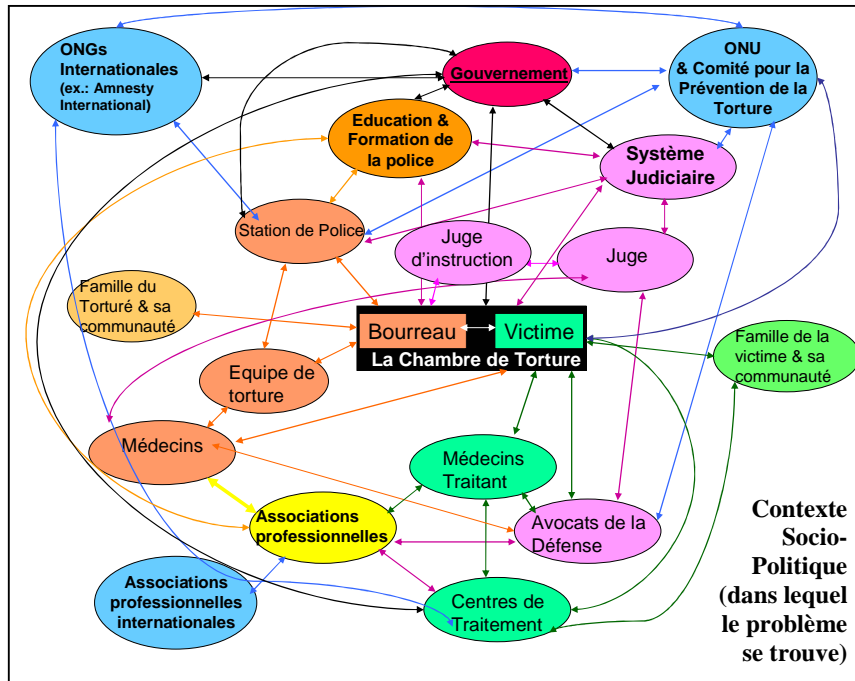 ONGs
Internationales
(ex.: Amnesty
International)
Gouvernement
ONU
& Comité pour la
Prévention de la
Torture
Education &
Formation de
la police
Système
Judiciaire
Station de Police
Juge
d'instruction
Juge
Famille du
Torturé & sa
communauté
Bourreau
Victime
La Chambre de Torture
Famille de la
victime & sa
communauté
Equipe de
torture
Médecins
Médecins
Traitant
Associations
professionnelles
Avocats de la
Défense
Associations
professionnelles
internationales
Centres de
Traitement
Contexte
Socio-
Politique
(dans lequel
le problème
se trouve)